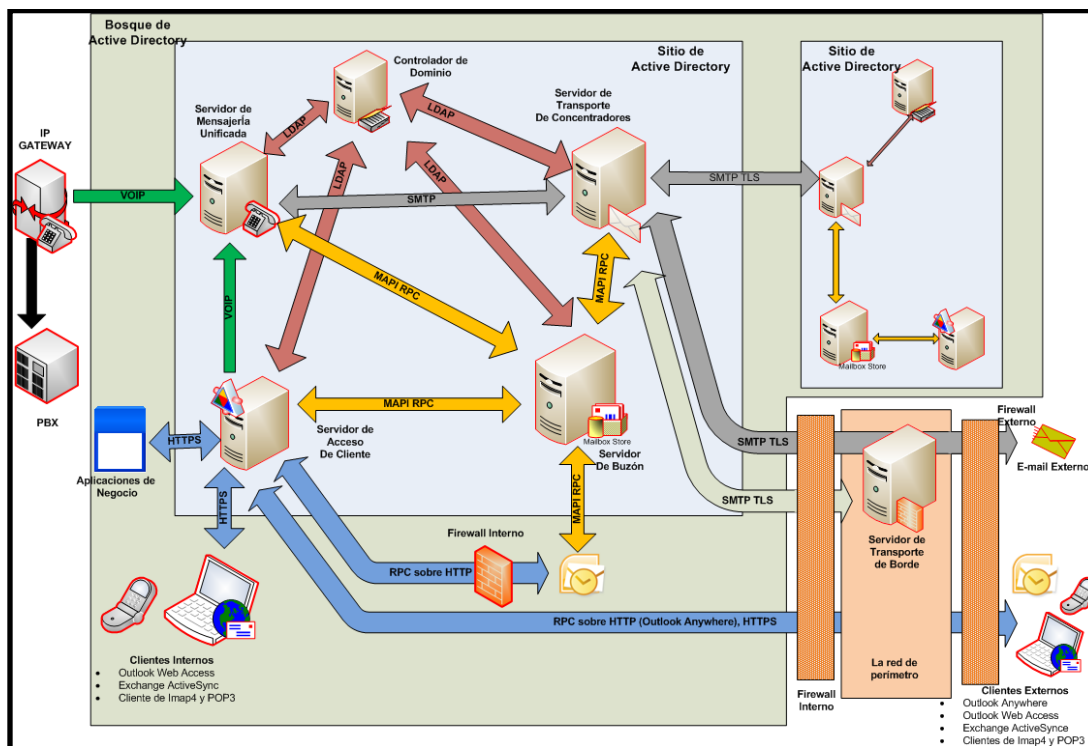 Bosque de
Active Directory
Sitio de
Active Directory
Sitio de
Active Directory
Controlador de
Dominio
Servidor de
Mensajería
Unificada
Servidor de
Transporte
De Concentradores
IP
GATEWAY
LDAP
LDAP
LDAP
LDAP
VOIP
SMTP
SMTP TLS
MAPI RPC
MAPI RPC
VOIP
PBX
MAPI RPC
Mailbox Store
Servidor de
Acceso
De Cliente
Mailbox Store
Servidor
De Buzón
HTTPS
Aplicaciones de
Negocio
HTTPS
MAPI RPC
SMTP TLS
Firewall
Externo
E-mail Externo
SMTP TLS
Firewall Interno
Servidor de
Transporte
de Borde
RPC sobre HTTP
RPC sobre HTTP (Outlook Anywhere), HTTPS
Clientes Internos
• Outlook Web Access
• Exchange ActiveSync
• Cliente de Imap4 y POP3
La red de
perímetro
Firewall
Interno
Clientes Externos
• Outlook Anywhere
• Outlook Web Access
• Exchange ActiveSynce
• Clientes de Imap4 y POP3